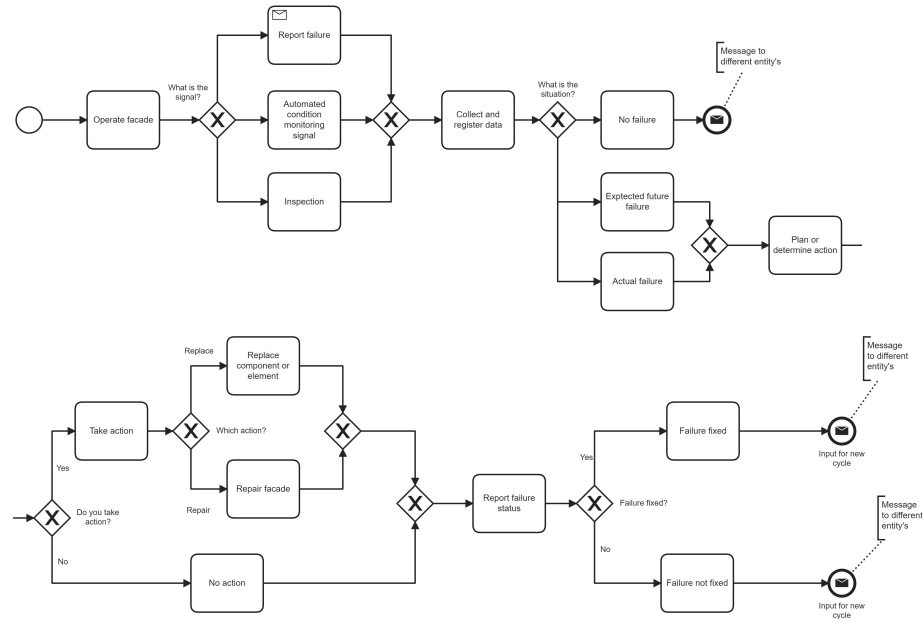 Report failure
What is the
signal?
Operate facade
Automated
condition
monitoring
signal
Inspection
Collect and
register data
What is the
situation?
No failure
Message to
different entity's
Exptected future
failure
Actual failure
Plan or
determine action
Do you take
action?
Yes
No
Take action
Which action?
Replace
Repair
Replace
component or
element
Repair facade
No action
Report failure
status
Failure fixed?
Yes
No
Failure fixed
Input for new
cycle
Message
to different
entity's
Failure not fixed
Input for new
cycle
Message
to different
entity's